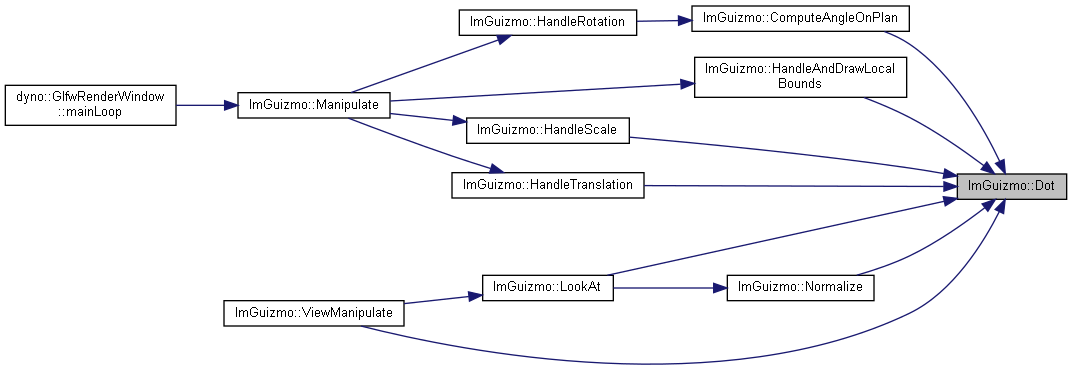 ImGuizmo::HandleRotation
ImGuizmo::ComputeAngleOnPlan
ImGuizmo::HandleAndDrawLocal
Bounds
dyno::GlfwRenderWindow
::mainLoop
ImGuizmo::Manipulate
ImGuizmo::HandleScale
ImGuizmo::HandleTranslation
ImGuizmo::Dot
ImGuizmo::LookAt
ImGuizmo::Normalize
ImGuizmo::ViewManipulate